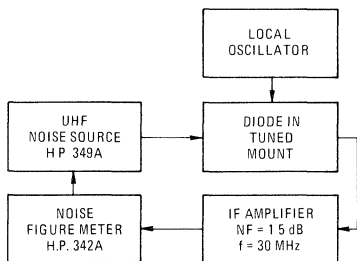 LOCAL
OSCILLATOR
UHF
NOISE SOURCE
H P 349A
DIODE IN
TUNED
MOUNT
NOISE
FIGURE METER
H.P. 342A
IF AMPLIFIER
NF = 1 5 dB
f = 30 MHz